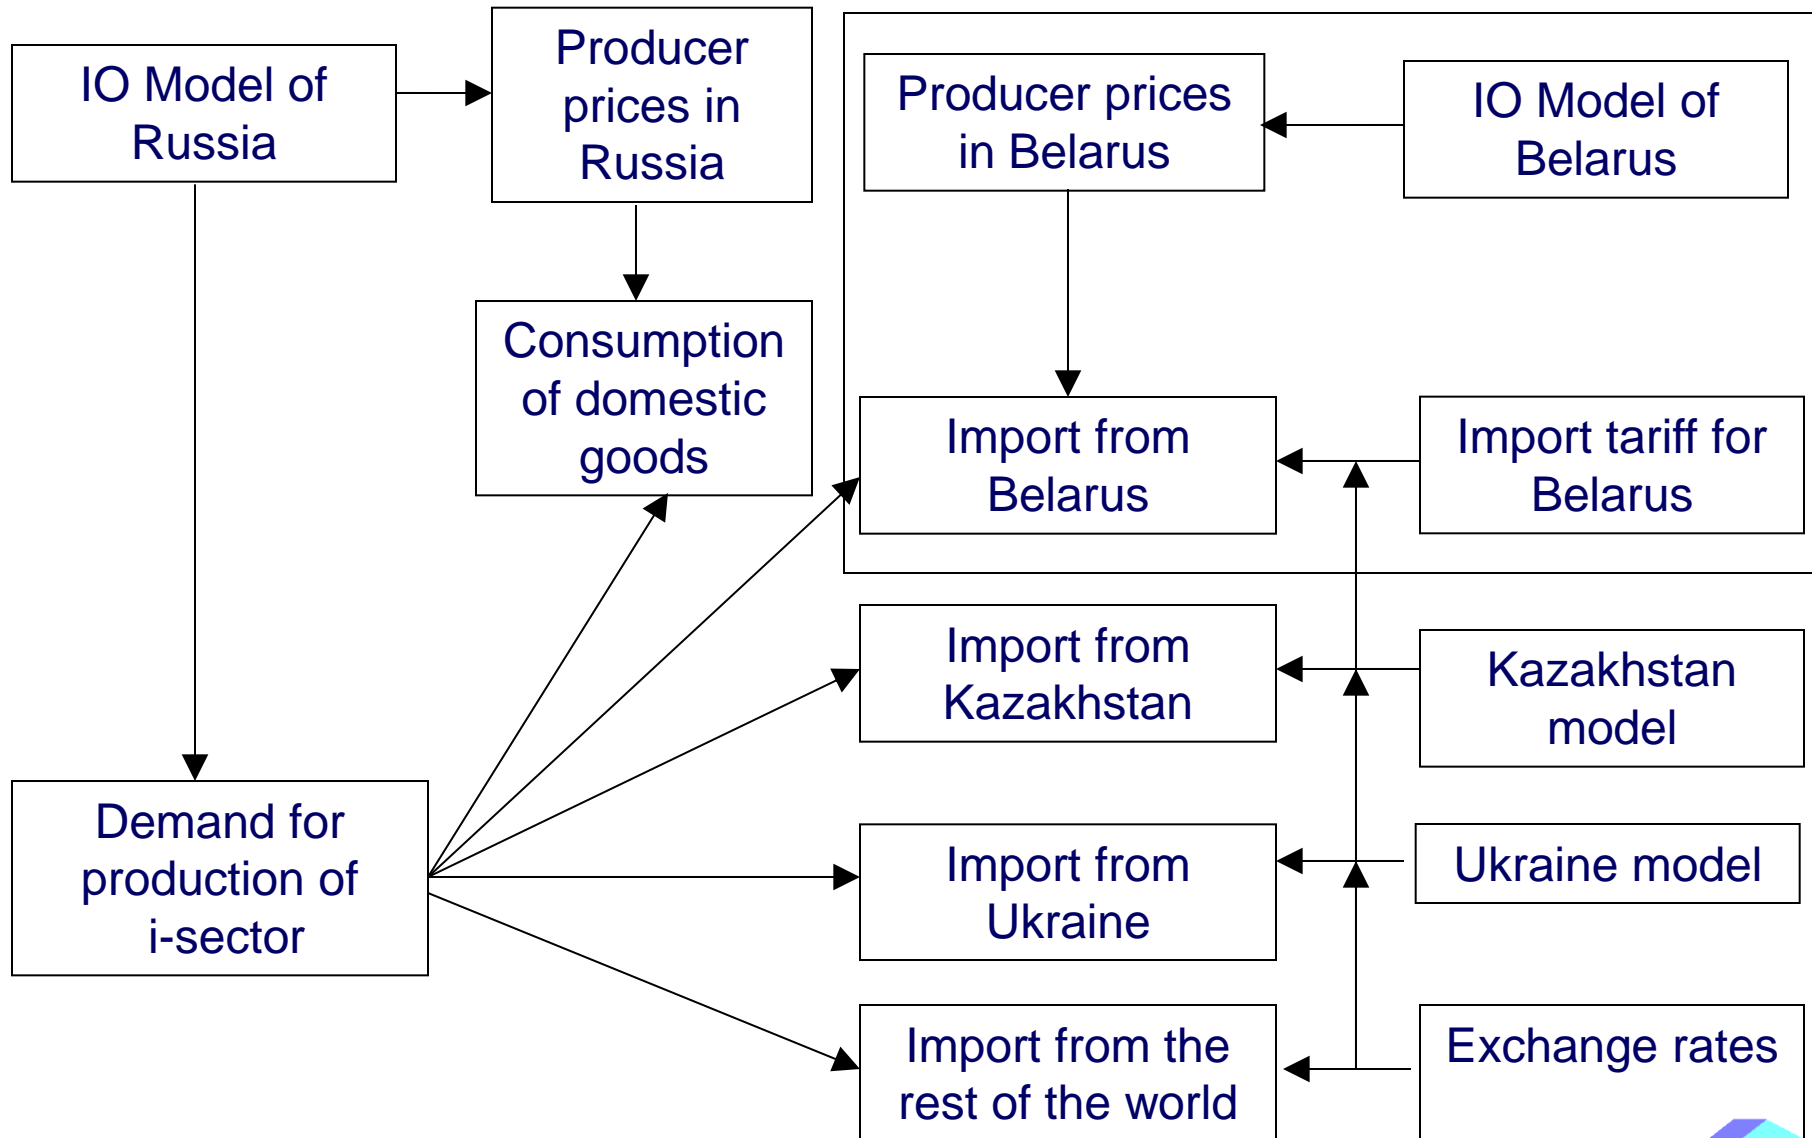 IO Model of
Russia
Producer
prices in
Russia
Producer prices
in Belarus
IO Model of
Belarus
Consumption
of domestic
goods
Import from
Belarus
Import tariff for
Belarus
Import from
Kazakhstan
Kazakhstan
model
Demand for
production of
i-sector
Import from
Ukraine
Ukraine model
Import from the
rest of the world
Exchange rates